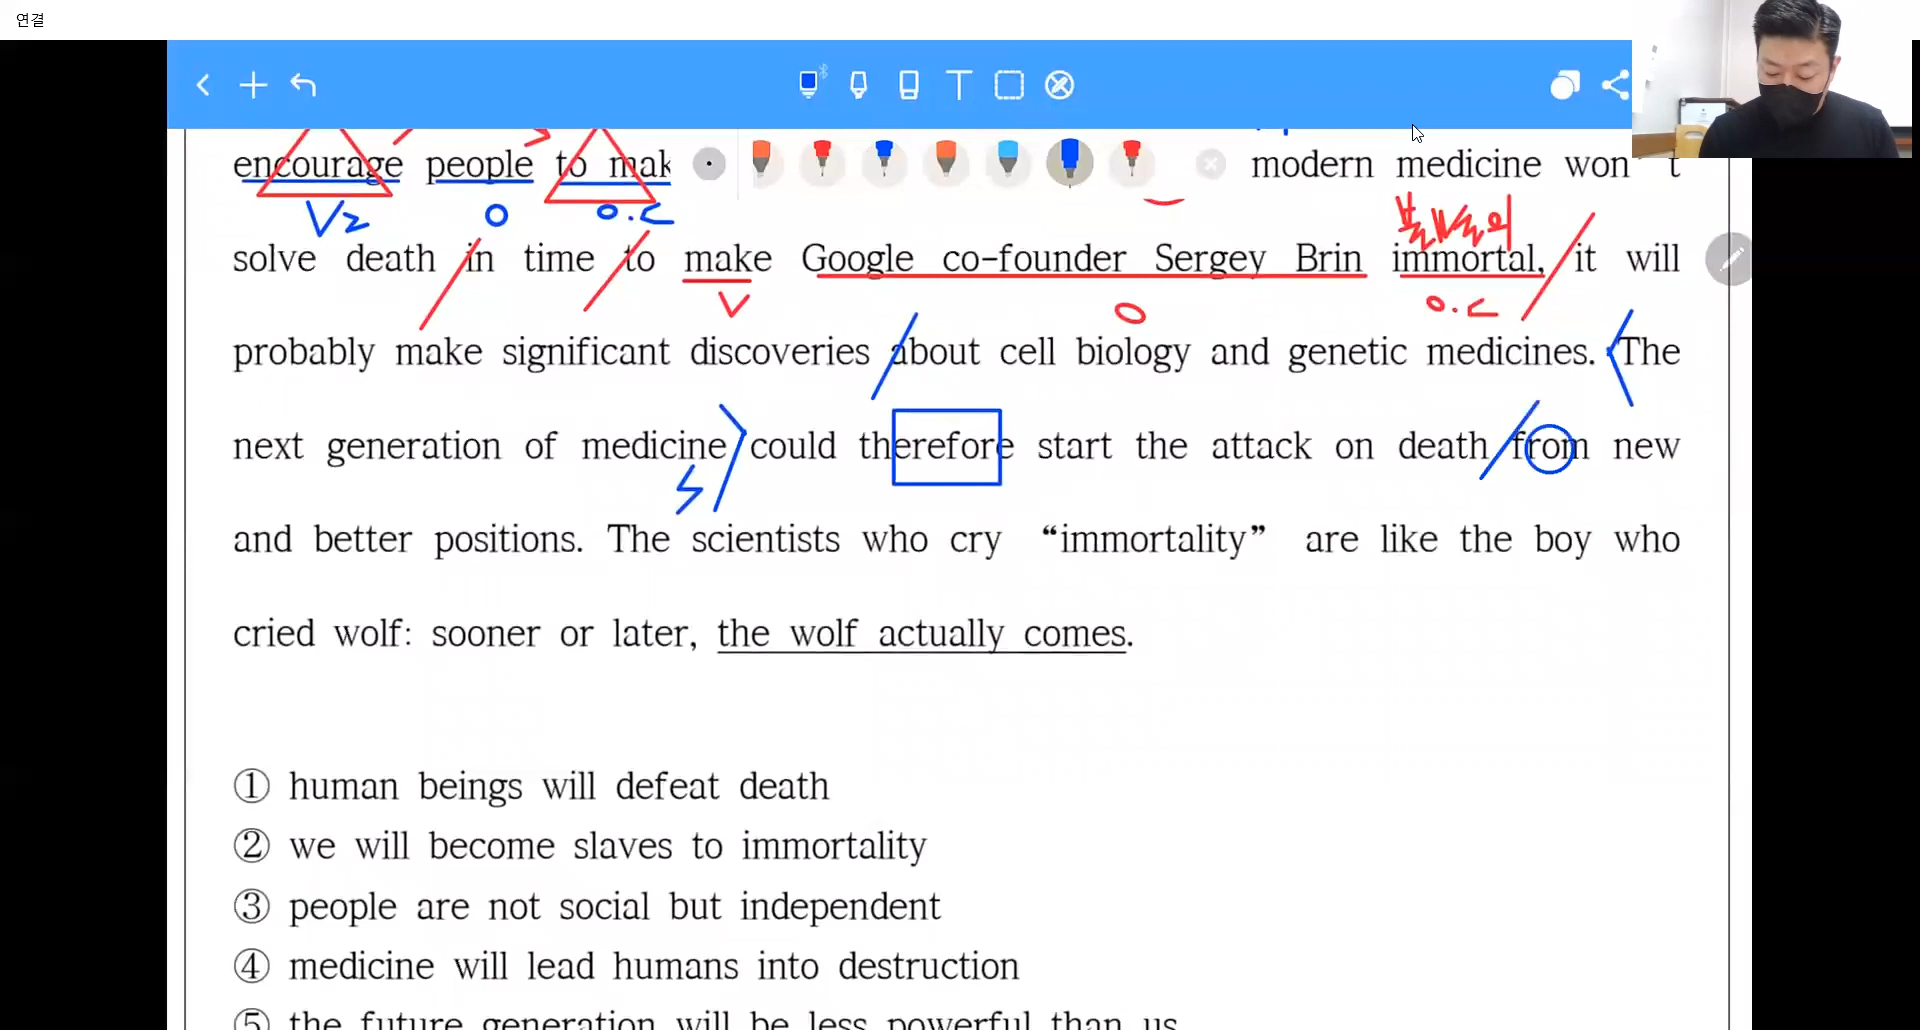 연결
T
encourage people to mak modern medicine won't
V2 O O.C
불멸의
solve death in time to make Google co-founder Sergey Brin immortal, it will
V O O.C
probably make significant discoveries about cell biology and genetic medicines. The
next generation of medicine could therefore start the attack on death from new
S
and better positions. The scientists who cry “immortality” are like the boy who
cried wolf: sooner or later, the wolf actually comes.
① human beings will defeat death
② we will become slaves to immortality
③ people are not social but independent
④ medicine will lead humans into destruction
⑤ the future generation will be less powerful than us